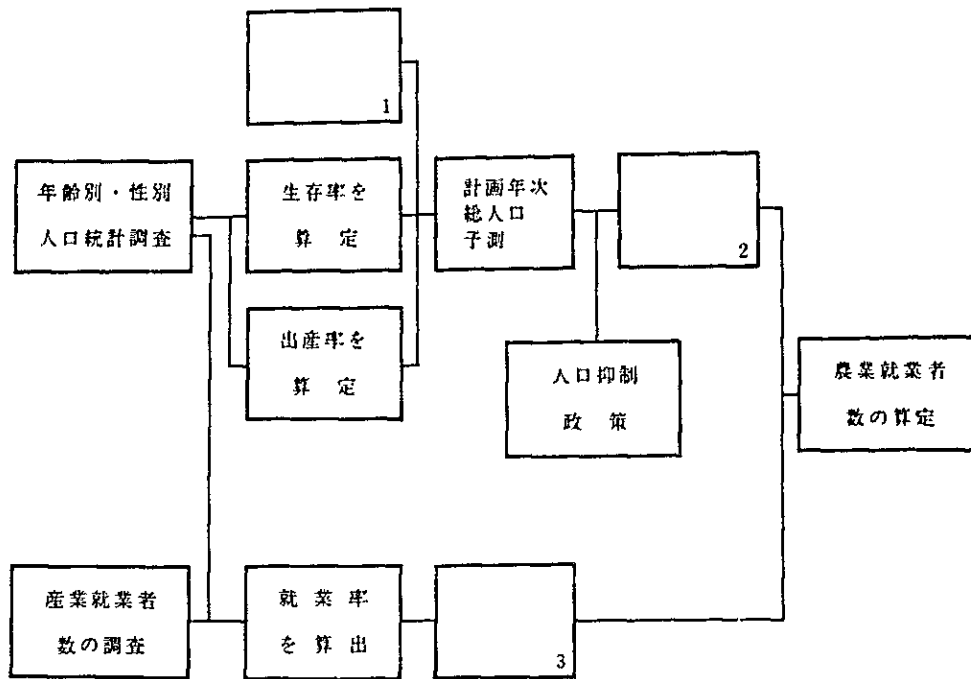 1
年齢別・性別
人口統計調査
生存率を
算定
計画年次
総人口
予測
2
出産率を
算定
人口抑制
政策
農業就業者
数の算定
産業就業者
数の調査
就業率
を算出
3